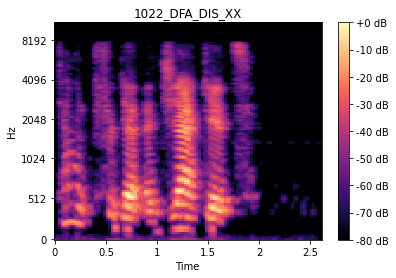 1022_DFA_DIS_XX
8192
4096
2048
1024
512
0
Hz
0 0.5 1 1.5 2 2.5
Time
+0 dB
-10 dB
-20 dB
-30 dB
-40 dB
-50 dB
-60 dB
-70 dB
-80 dB